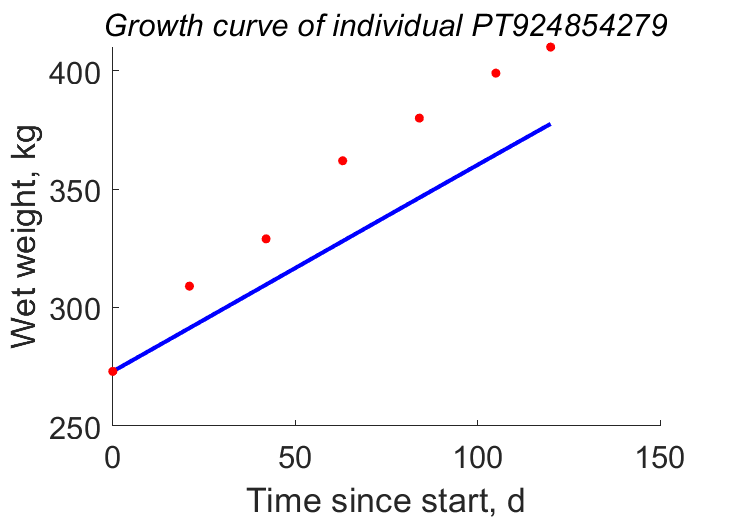 Growth curve of individual PT924854279
Wet weight, kg
400
350
300
250
0 50 100 150
Time since start, d